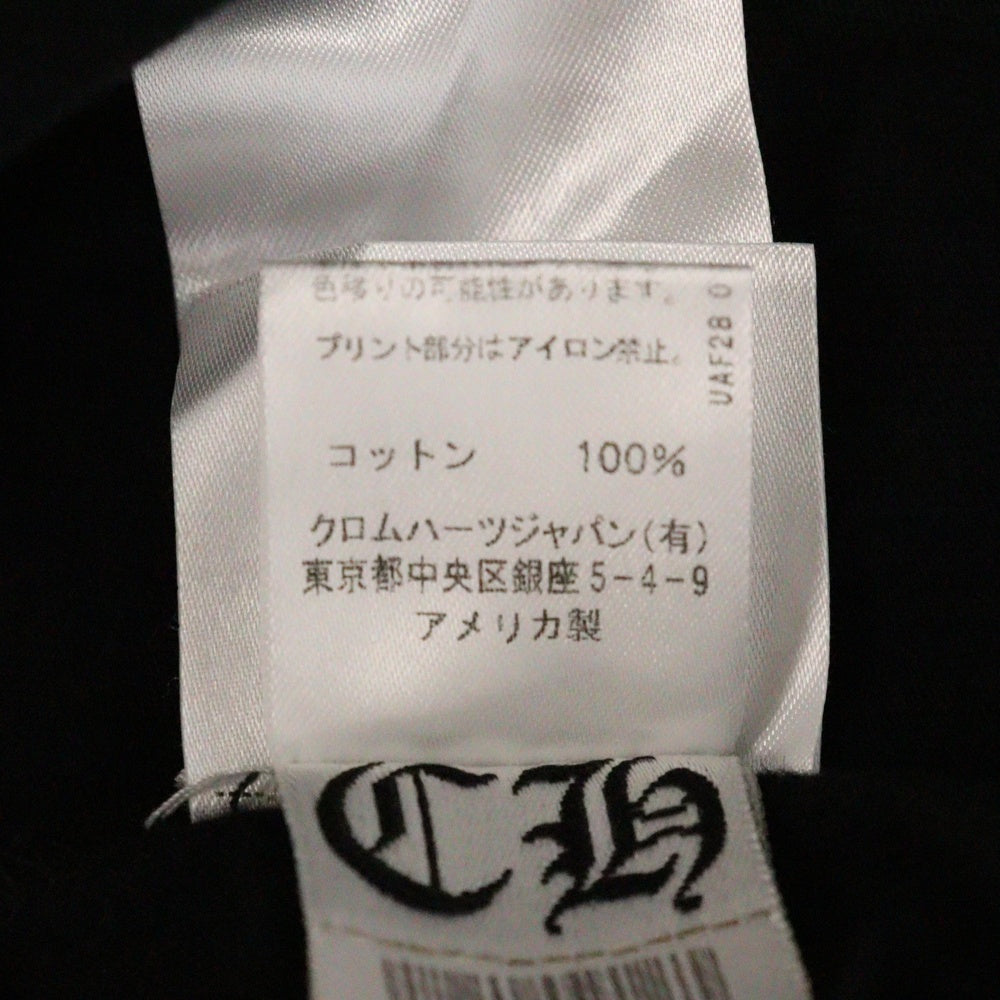 色移りの可能性があります。
プリント部分はアイロン禁止。
UAF28 0
コットン 100%
クロムハーツジャパン(有)
東京都中央区銀座5-4-9
アメリカ製
CH